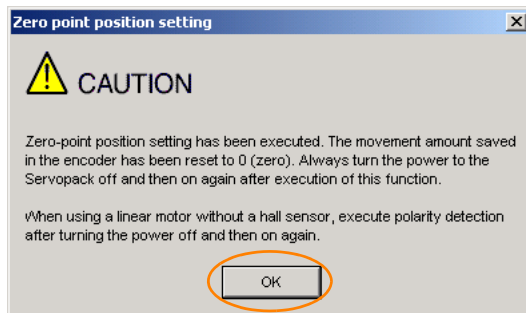 Zero point position setting
CAUTION
Zero-point position setting has been executed. The movement amount saved
in the encoder has been reset to 0 (zero). Always turn the power to the
Servopack off and then on again after execution of this function.
When using a linear motor without a hall sensor, execute polarity detection
after turning the power off and then on again.
OK